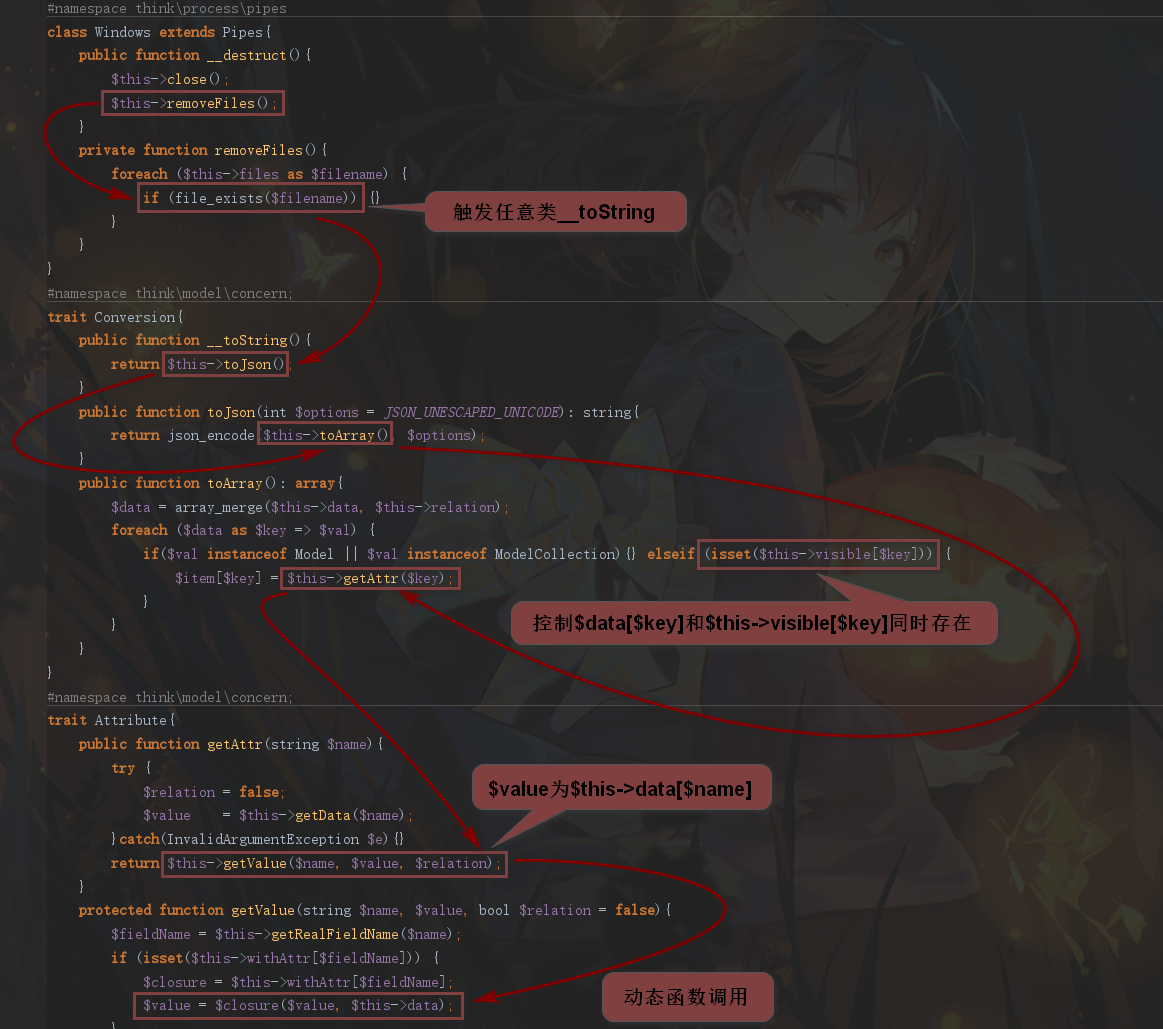 #namespace think\process\pipes
class Windows extends Pipes{
    public function __destruct(){
        $this->close();
        $this->removeFiles();
    }
    private function removeFiles(){
        foreach ($this->files as $filename) {
            if (file_exists($filename)) {}
触发任意类__toString
        }
    }
}
#namespace think\model\concern;
trait Conversion{
    public function __toString(){
        return $this->toJson();
    }
    public function toJson(int $options = JSON_UNESCAPED_UNICODE): string{
        return json_encode($this->toArray(), $options);
    }
    public function toArray(): array{
        $data = array_merge($this->data, $this->relation);
        foreach ($data as $key => $val) {
            if($val instanceof Model || $val instanceof ModelCollection){} elseif (isset($this->visible[$key])) {
                $item[$key] = $this->getAttr($key);
            }
控制$data[$key]和$this->visible[$key]同时存在
        }
    }
}
#namespace think\model\concern;
trait Attribute{
    public function getAttr(string $name){
        try {
            $relation = false;
            $value    = $this->getData($name);
$value为$this->data[$name]
        }catch(InvalidArgumentException $e){}
        return $this->getValue($name, $value, $relation);
    }
    protected function getValue(string $name, $value, bool $relation = false){
        $fieldName = $this->getRealFieldName($name);
        if (isset($this->withAttr[$fieldName])) {
            $closure = $this->withAttr[$fieldName];
            $value = $closure($value, $this->data);
动态函数调用
        }